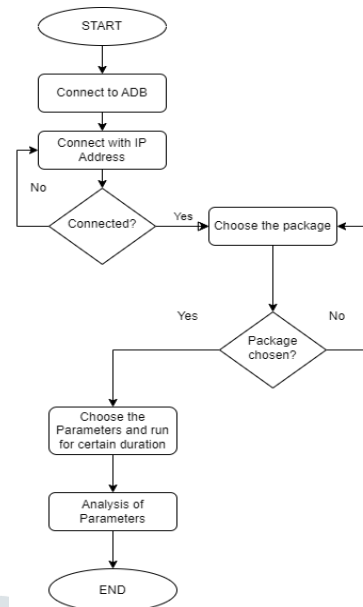 START
Connect to ADB
Connect with IP
Address
No
Connected?
Yes
Choose the package
Yes
Package
chosen?
No
Choose the
Parameters and run
for certain duration
Analysis of
Parameters
END